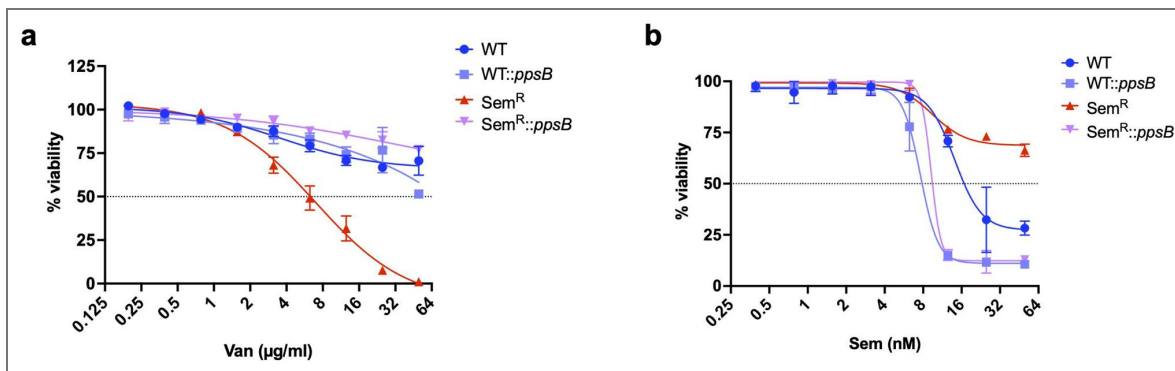 a
125
100
75
50
25
0
% viability
0.125
0.25
0.5
1
2
4
8
16
32
64
Van (µg/ml)
WT
WT::ppsB
Semᴿ
Semᴿ::ppsB
b
100
75
50
25
0
% viability
0.25
0.5
1
2
4
8
16
32
64
Sem (nM)
WT
WT::ppsB
Semᴿ
Semᴿ::ppsB